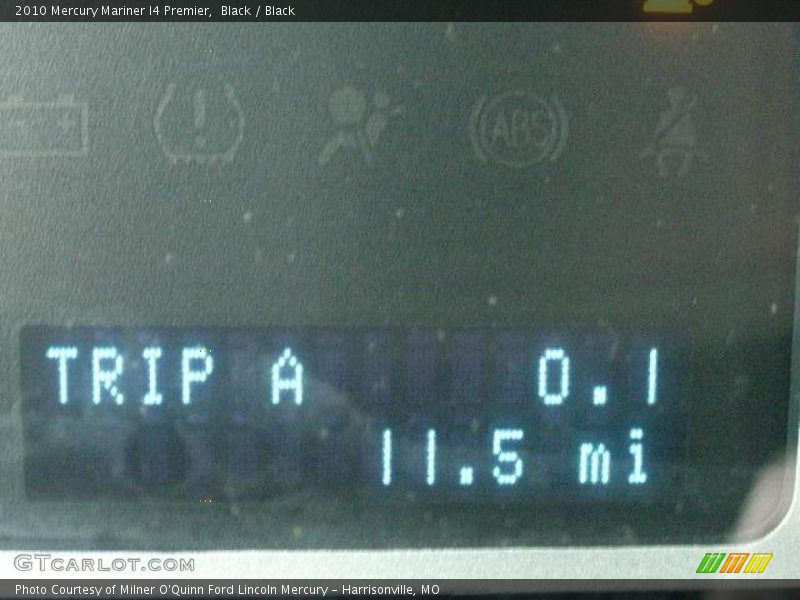 2010 Mercury Mariner I4 Premier,  Black / Black
ABS
TRIP A 0.1
11.5 mi
GTCARLOT.COM
Photo Courtesy of Milner O'Quinn Ford Lincoln Mercury – Harrisonville, MO